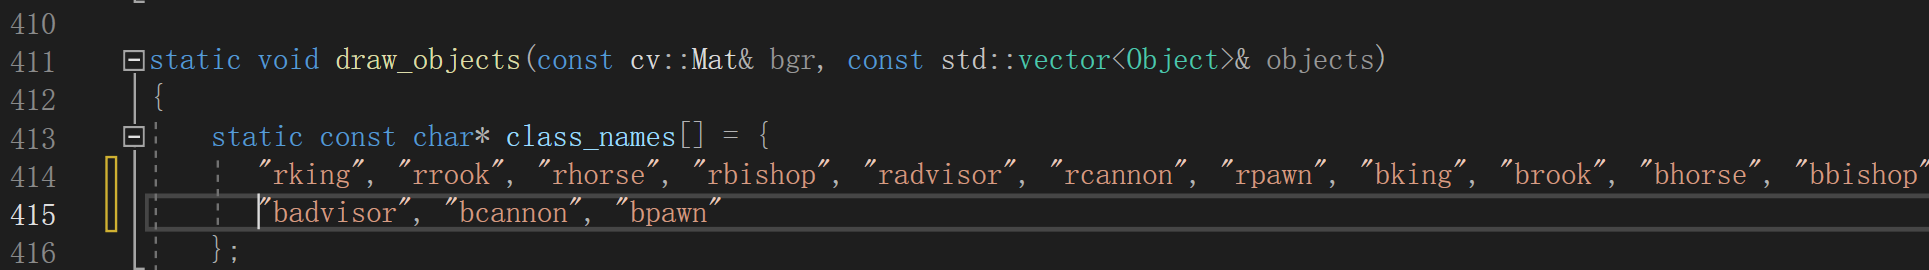 410
411 static void draw_objects(const cv::Mat& bgr, const std::vector<Object>& objects)
412 {
413 static const char* class_names[] = {
414 "rking", "rrook", "rhorse", "rbishop", "radvisor", "rcannon", "rpawn", "bking", "brook", "bhorse", "bbishop"
415 "badvisor", "bcannon", "bpawn"
416 };